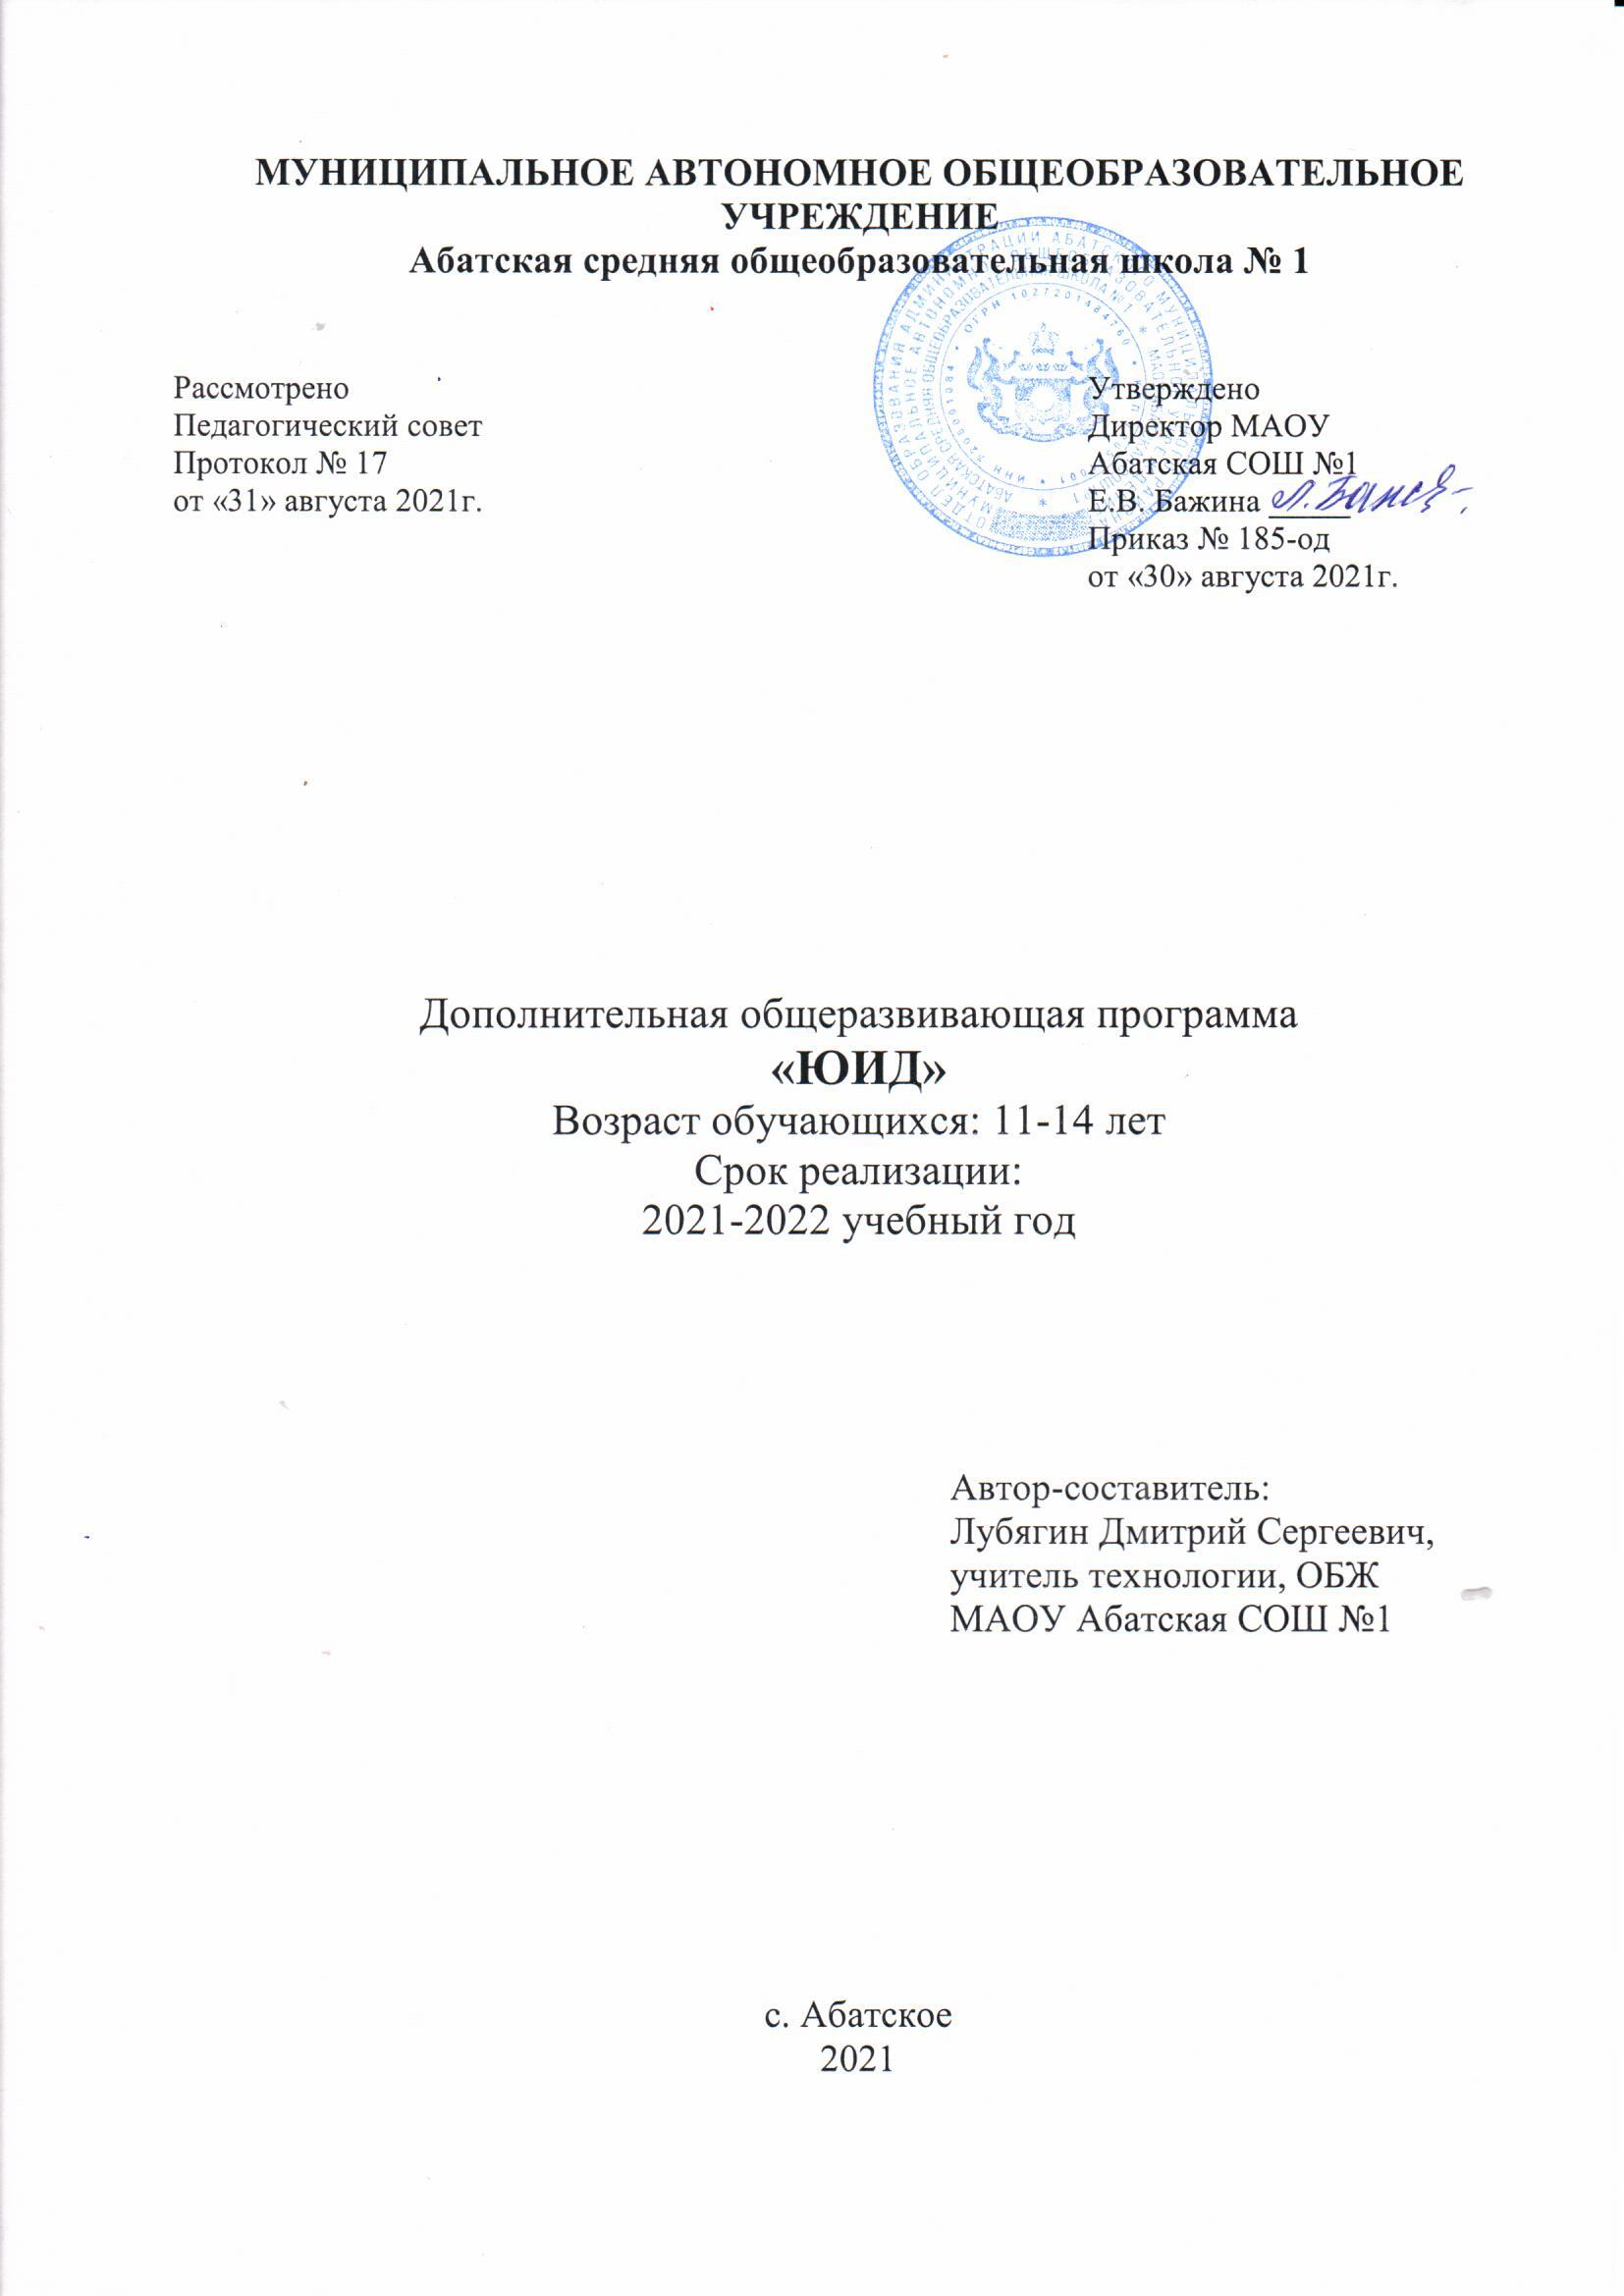 МУНИЦИПАЛЬНОЕ АВТОНОМНОЕ ОБЩЕОБРАЗОВАТЕЛЬНОЕ
УЧРЕЖДЕНИЕ
Абатская средняя общеобразовательная школа № 1
Рассмотрено
Педагогический совет
Протокол № 17
от «31» августа 2021г.
Утверждено
Директор МАОУ
Абатская СОШ №1
Е.В. Бажина _____
Приказ № 185-од
от «30» августа 2021г.
Дополнительная общеразвивающая программа
«ЮИД»
Возраст обучающихся: 11-14 лет
Срок реализации:
2021-2022 учебный год
Автор-составитель:
Лубягин Дмитрий Сергеевич,
учитель технологии, ОБЖ
МАОУ Абатская СОШ №1
с. Абатское
2021